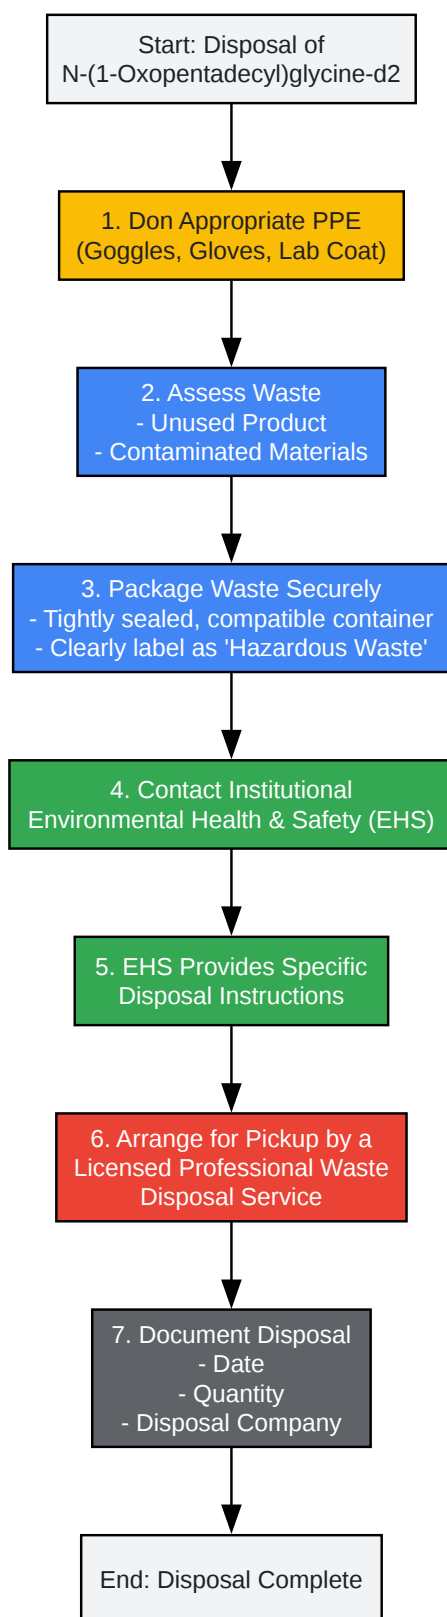 Start: Disposal of
N-(1-Oxopentadecyl)glycine-d2
1. Don Appropriate PPE
(Goggles, Gloves, Lab Coat)
2. Assess Waste
- Unused Product
- Contaminated Materials
3. Package Waste Securely
- Tightly sealed, compatible container
- Clearly label as 'Hazardous Waste'
4. Contact Institutional
Environmental Health & Safety (EHS)
5. EHS Provides Specific
Disposal Instructions
6. Arrange for Pickup by a
Licensed Professional Waste
Disposal Service
7. Document Disposal
- Date
- Quantity
- Disposal Company
End: Disposal Complete